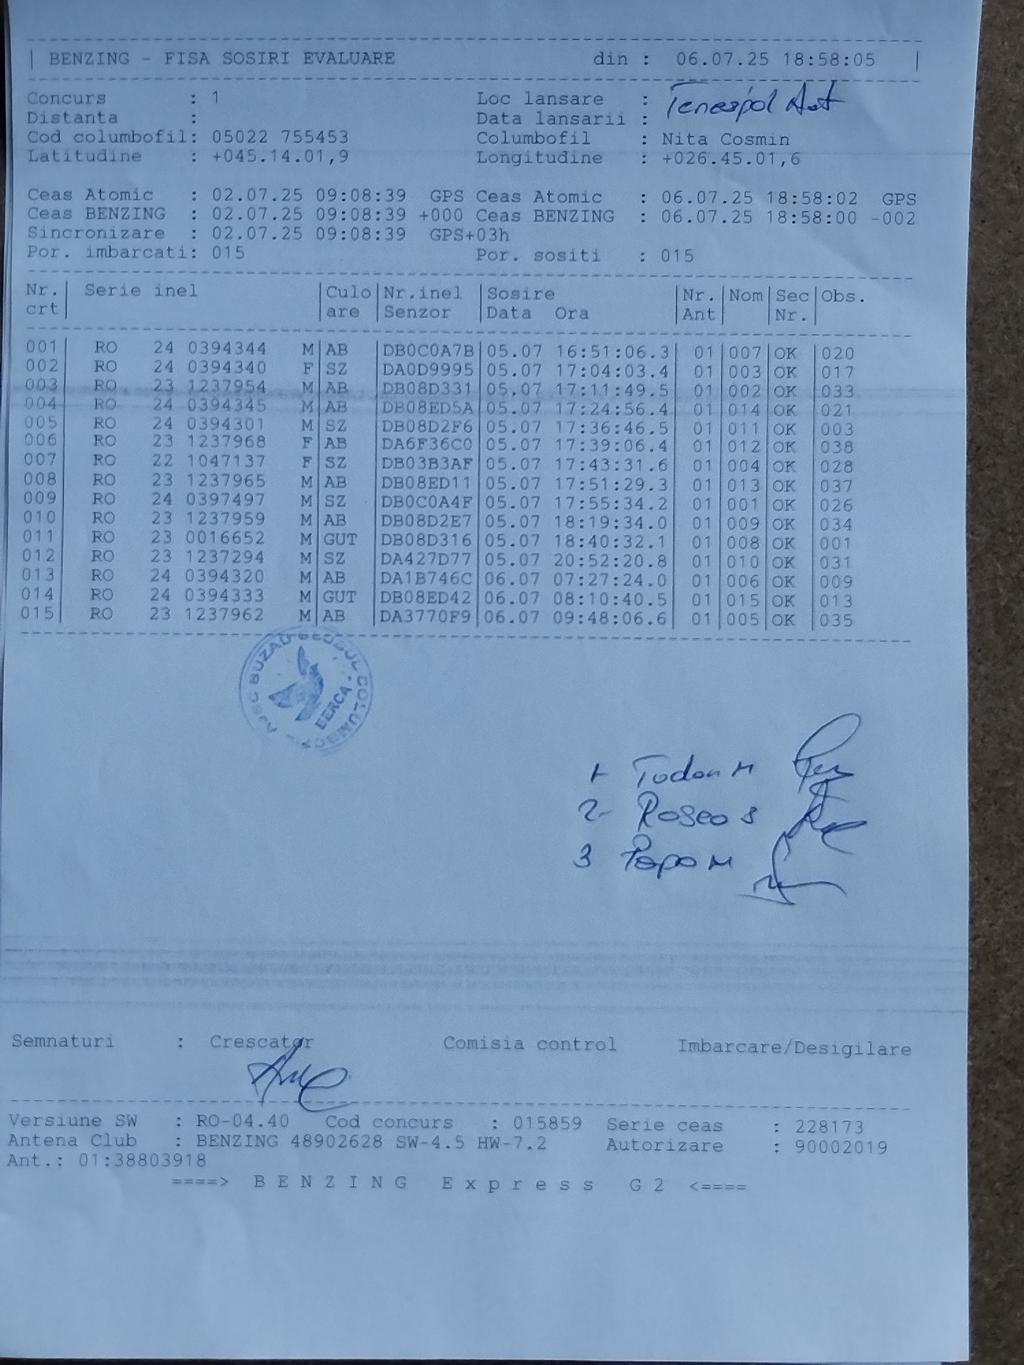 BENZING - FISA SOSIRI EVALUARE din : 06.07.25 18:58:05
Concurs : 1 Loc lansare :
Distanta : Data lansarii :
Cod columbofil: 05022 755453 Columbofil : Nita Cosmin
Latitudine : +045.14.01,9 Longitudine : +026.45.01,6
Ceas Atomic : 02.07.25 09:08:39 GPS Ceas Atomic : 06.07.25 18:58:02 GPS
Ceas BENZING : 02.07.25 09:08:39 +000 Ceas BENZING : 06.07.25 18:58:00 -002
Sincronizare : 02.07.25 09:08:39 GPS+03h
Por. imbarcati: 015 Por. sositi : 015
Nr. | Serie inel | Culo | Nr.inel | Sosire | Nr. | Nom | Sec | Obs.
crt | | are | Senzor | Data Ora | Ant | | Nr. |
001 | RO 24 0394344 M | AB | DB0C0A7B | 05.07 16:51:06.3 | 01 | 007 | OK | 020
002 | RO 24 0394340 F | SZ | DA0D9995 | 05.07 17:04:03.4 | 01 | 003 | OK | 017
003 | RO 23 1237954 M | AB | DB08D331 | 05.07 17:11:49.5 | 01 | 002 | OK | 033
004 | RO 24 0394345 M | AB | DB08ED5A | 05.07 17:24:56.4 | 01 | 014 | OK | 021
005 | RO 24 0394301 M | SZ | DB08D2F6 | 05.07 17:36:46.5 | 01 | 011 | OK | 003
006 | RO 23 1237968 F | AB | DA6F36C0 | 05.07 17:39:06.4 | 01 | 012 | OK | 038
007 | RO 22 1047137 F | SZ | DB03B3AF | 05.07 17:43:31.6 | 01 | 004 | OK | 028
008 | RO 23 1237965 M | AB | DB08ED11 | 05.07 17:51:29.3 | 01 | 013 | OK | 037
009 | RO 24 0397497 M | SZ | DB0C0A4F | 05.07 17:55:34.2 | 01 | 001 | OK | 026
010 | RO 23 1237959 M | AB | DB08D2E7 | 05.07 18:19:34.0 | 01 | 009 | OK | 034
011 | RO 23 0016652 M | GUT | DB08D316 | 05.07 18:40:32.1 | 01 | 008 | OK | 001
012 | RO 23 1237294 M | SZ | DA427D77 | 05.07 20:52:20.8 | 01 | 010 | OK | 031
013 | RO 24 0394320 M | AB | DA1B746C | 06.07 07:27:24.0 | 01 | 006 | OK | 009
014 | RO 24 0394333 M | GUT | DB08ED42 | 06.07 08:10:40.5 | 01 | 015 | OK | 013
015 | RO 23 1237962 M | AB | DA3770F9 | 06.07 09:48:06.6 | 01 | 005 | OK | 035
BUZAU BERCA
1 Tudor M
2- Rosco S
3 Popa M
Semnaturi : Crescator Comisia control Imbarcare/Desigilare
Versiune SW : RO-04.40 Cod concurs : 015859 Serie ceas : 228173
Antena Club : BENZING 48902628 SW-4.5 HW-7.2 Autorizare : 90002019
Ant.: 01:38803918
====> B E N Z I N G E x p r e s s G 2 <====